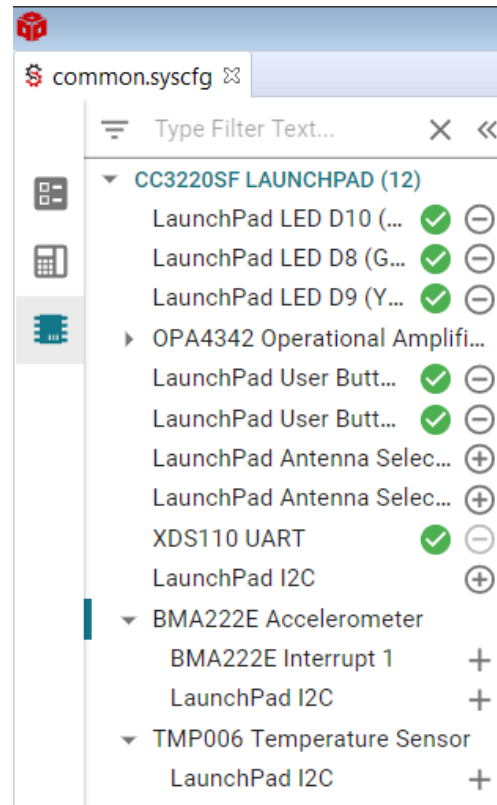 common.syscfg
Type Filter Text...
CC3220SF LAUNCHPAD (12)
LaunchPad LED D10 (...
LaunchPad LED D8 (G...
LaunchPad LED D9 (Y...
OPA4342 Operational Amplifi...
LaunchPad User Butt...
LaunchPad User Butt...
LaunchPad Antenna Selec...
LaunchPad Antenna Selec...
XDS110 UART
LaunchPad I2C
BMA222E Accelerometer
BMA222E Interrupt 1
LaunchPad I2C
TMP006 Temperature Sensor
LaunchPad I2C